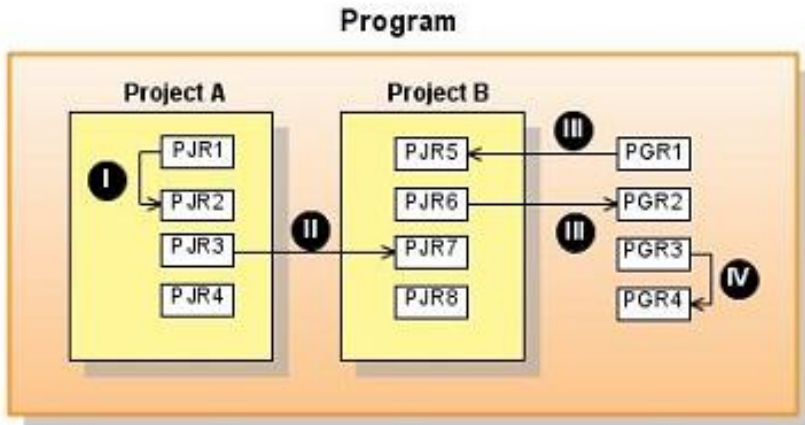 Program
Project A
Project B
PJR1
PJR5
III
PGR1
I
PJR2
PJR6
PGR2
PJR3
II
PJR7
III
PGR3
IV
PJR4
PJR8
PGR4